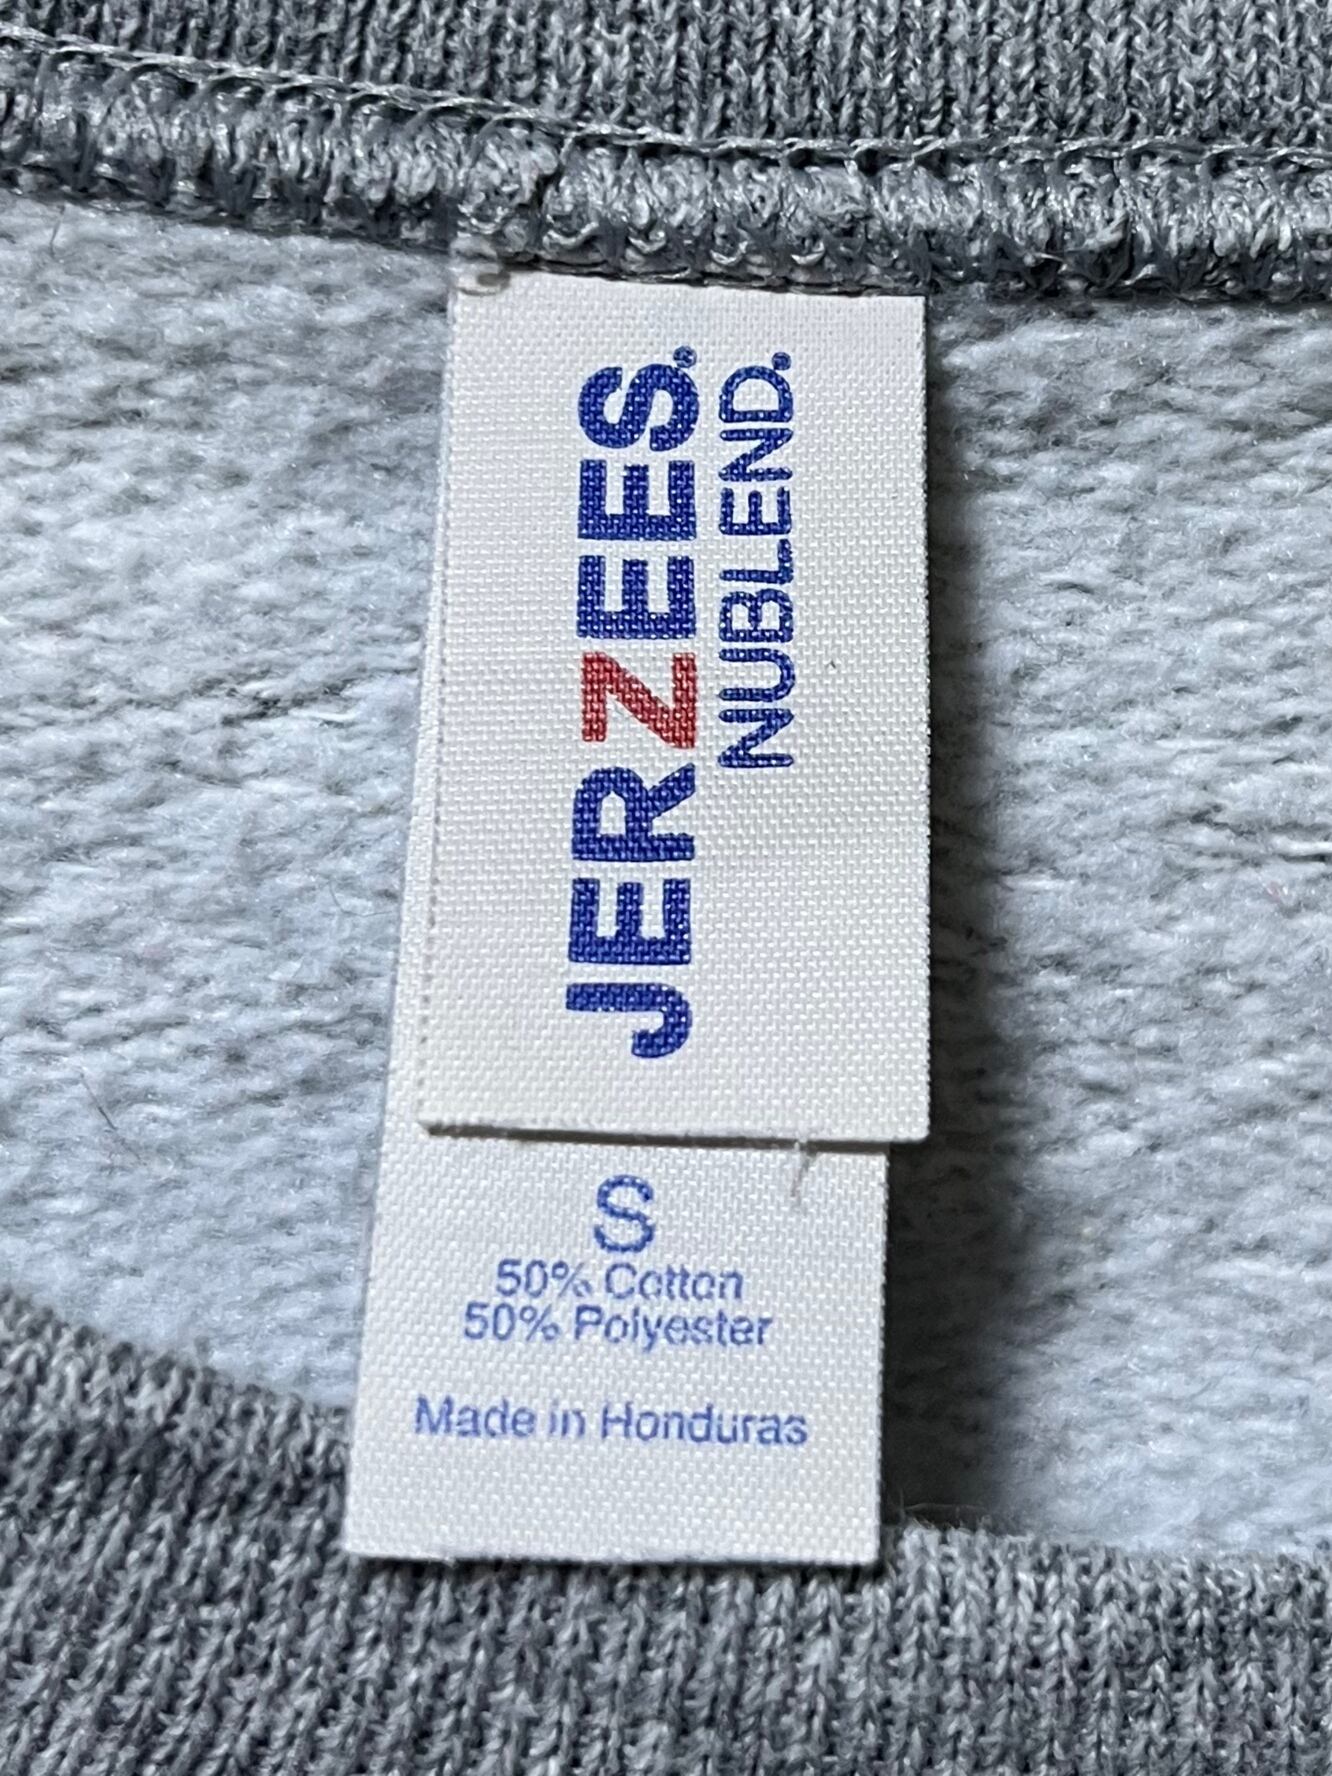 JERZEES®
NUBLEND®
S
50% Cotton
50% Polyester
Made in Honduras